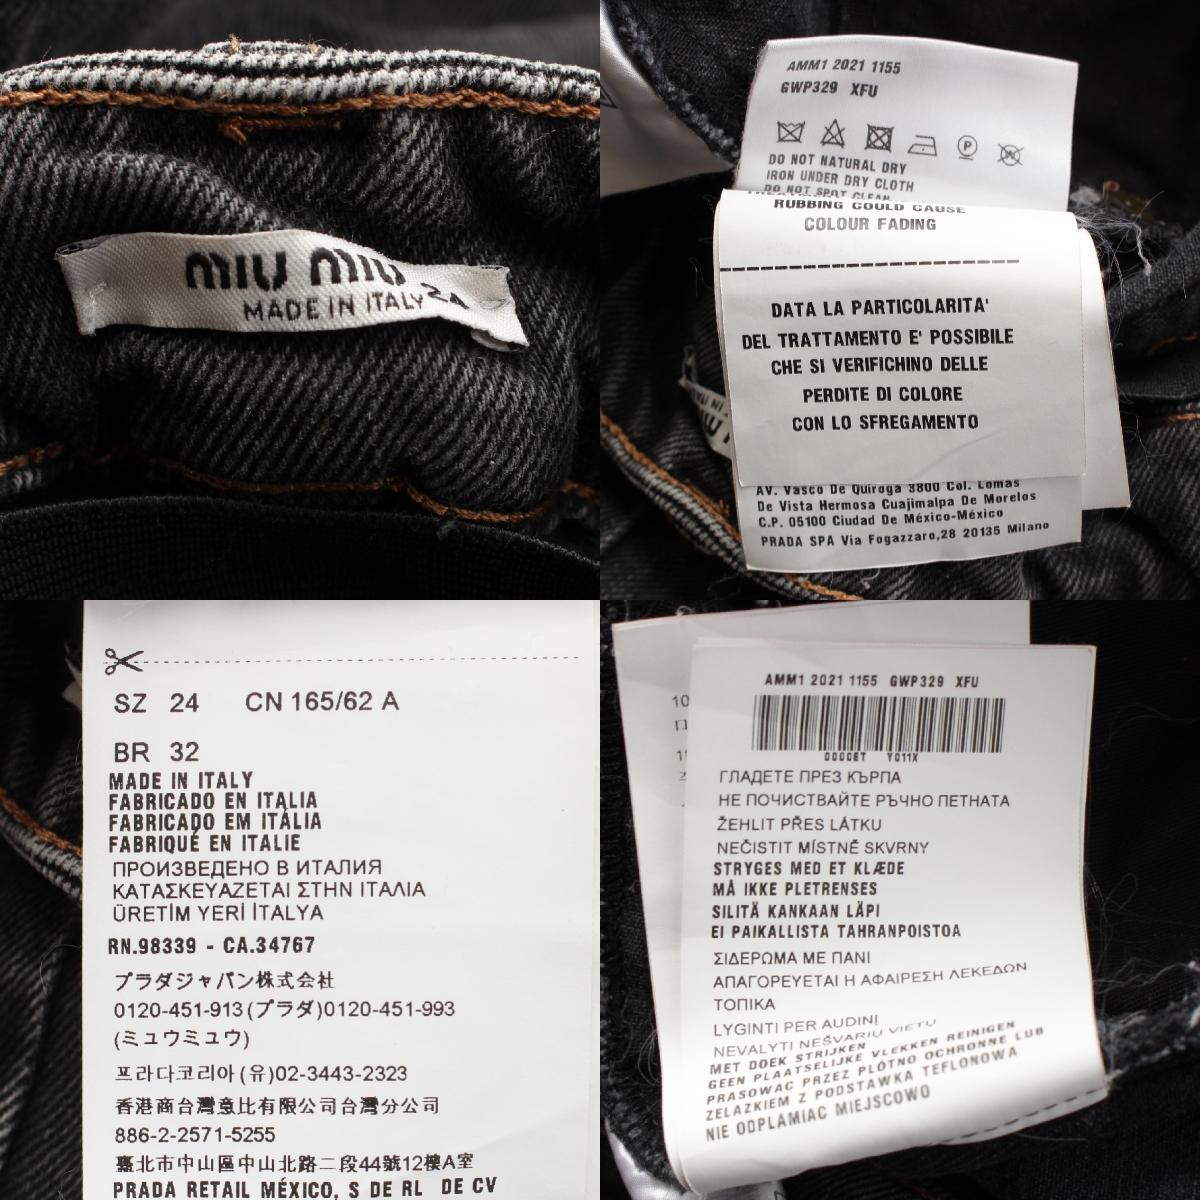 miu miu
MADE IN ITALY 24
AMM1 2021 1155
GWP329 XFU
P
DO NOT NATURAL DRY
IRON UNDER DRY CLOTH
DO NOT SPOT CLEAN
RUBBING COULD CAUSE
COLOUR FADING
DATA LA PARTICOLARITA'
DEL TRATTAMENTO E' POSSIBILE
CHE SI VERIFICHINO DELLE
PERDITE DI COLORE
CON LO SFREGAMENTO
AV. Vasco De Quiroga 3800 Col. Lomas
De Vista Hermosa Cuajimalpa De Morelos
C.P. 05100 Ciudad De México-México
PRADA SPA Via Fogazzaro,28 20135 Milano
SZ 24 CN 165/62 A
BR 32
MADE IN ITALY
FABRICADO EN ITALIA
FABRICADO EM ITÁLIA
FABRIQUÉ EN ITALIE
ПРОИЗВЕДЕНО В ИТАЛИЯ
ΚΑΤΑΣΚΕΥΑΖΕΤΑΙ ΣΤΗΝ ΙΤΑΛΙΑ
ÜRETİM YERİ İTALYA
RN.98339 - CA.34767
プラダジャパン株式会社
0120-451-913(プラダ)0120-451-993
(ミュウミュウ)
프라다코리아(유)02-3443-2323
香港商台灣意比有限公司台灣分公司
886-2-2571-5255
臺北市中山區中山北路二段44號12樓A室
PRADA RETAIL MÉXICO, S DE RL DE CV
AMM1 2021 1155 GWP329 XFU
0000ET Y011X
ГЛАДЕТЕ ПРЕЗ КЪРПА
НЕ ПОЧИСТВАЙТЕ РЪЧНО ПЕТНАТА
ŽEHLIT PŘES LÁTKU
NEČISTIT MÍSTNĚ SKVRNY
STRYGES MED ET KLÆDE
MÅ IKKE PLETRENSES
SILITÄ KANKAAN LÄPI
EI PAIKALLISTA TAHRANPOISTOA
ΣΙΔΕΡΩΜΑ ΜΕ ΠΑΝΙ
ΑΠΑΓΟΡΕΥΕΤΑΙ Η ΑΦΑΙΡΕΣΗ ΛΕΚΕΔΩΝ
ΤΟΠΙΚΑ
LYGINTI PER AUDINĮ
NEVALYTI NEŠVARIŲ VIETŲ
MET DOEK STRIJKEN
GEEN PLAATSELIJKE VLEKKEN REINIGEN
PRASOWAC PRZEZ PLÓTNO OCHRONNE LUB
ZELAZKIEM Z PODSTAWKA TEFLONOWA
NIE ODPLAMIAC MIEJSCOWO